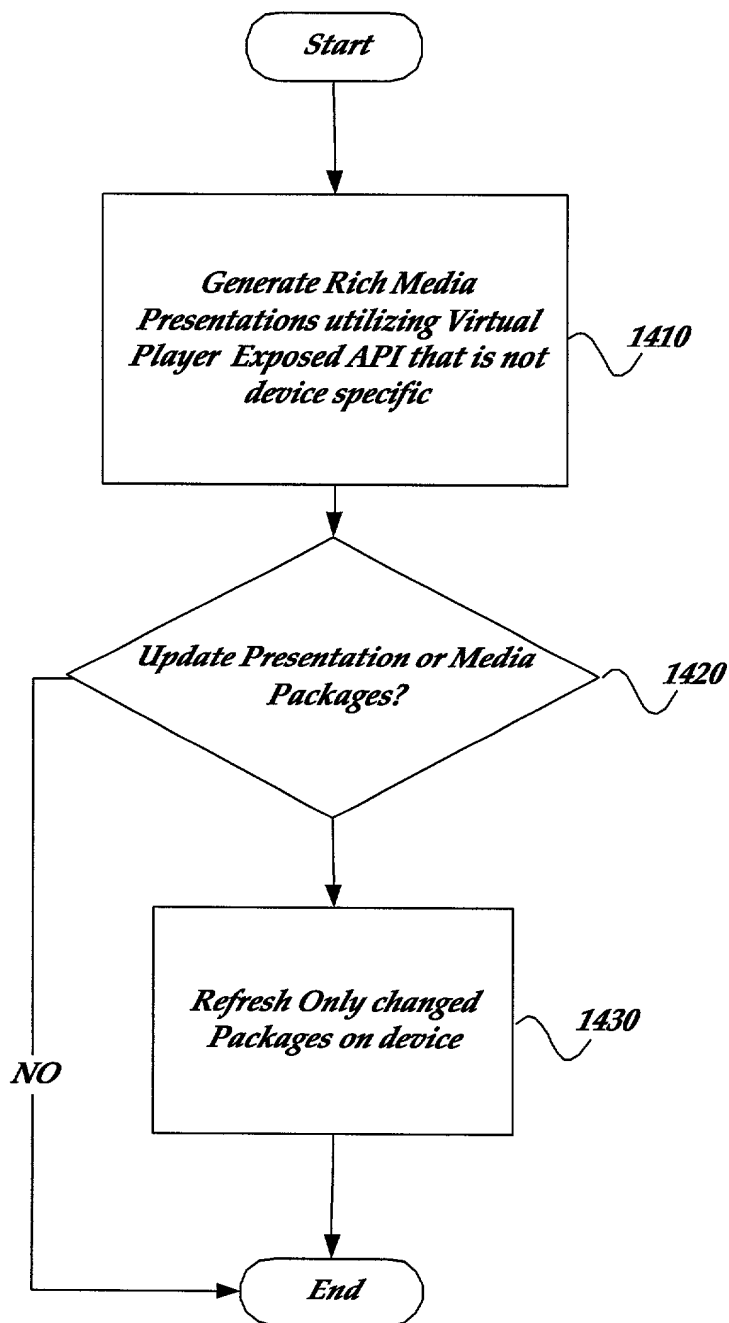 Start
Generate Rich Media
Presentations utilizing Virtual
Player Exposed API that is not
device specific
1410
Update Presentation or Media
Packages?
1420
Refresh Only changed
Packages on device
1430
NO
End